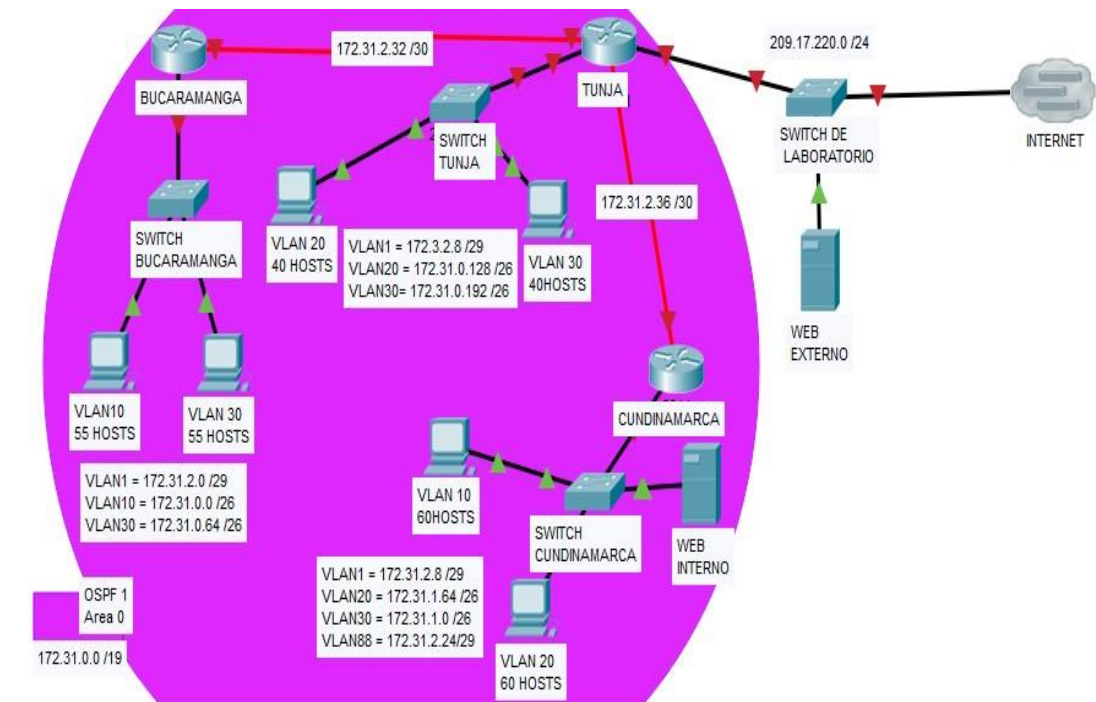 172.31.2.32 /30
209.17.220.0 /24
BUCARAMANGA
TUNJA
SWITCH DE
LABORATORIO
INTERNET
SWITCH
TUNJA
172.31.2.36 /30
SWITCH
BUCARAMANGA
VLAN 20
40 HOSTS
VLAN1 = 172.3.2.8 /29
VLAN20 = 172.31.0.128 /26
VLAN30= 172.31.0.192 /26
VLAN 30
40HOSTS
WEB
EXTERNO
VLAN10
55 HOSTS
VLAN 30
55 HOSTS
CUNDINAMARCA
VLAN1 = 172.31.2.0 /29
VLAN10 = 172.31.0.0 /26
VLAN30 = 172.31.0.64 /26
VLAN 10
60HOSTS
SWITCH
CUNDINAMARCA
WEB
INTERNO
VLAN1 = 172.31.2.8 /29
VLAN20 = 172.31.1.64 /26
VLAN30 = 172.31.1.0 /26
VLAN88 = 172.31.2.24/29
OSPF 1
Area 0
172.31.0.0 /19
VLAN 20
60 HOSTS